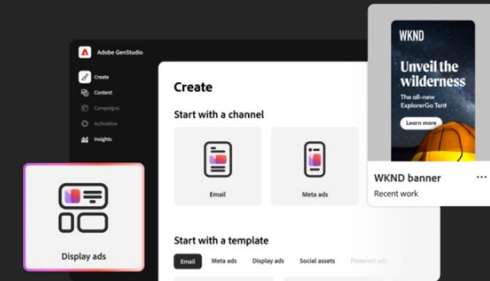 Adobe GenStudio
Create
Content
Campaigns
Activation
Insights
Create
Start with a channel
Email
Meta ads
Start with a template
Email
Meta ads
Display ads
Social assets
Pinterest ads
Display ads
WKND
Unveil the
wilderness
The all-new
ExplorerGo Tent
Learn more
WKND banner
Recent work